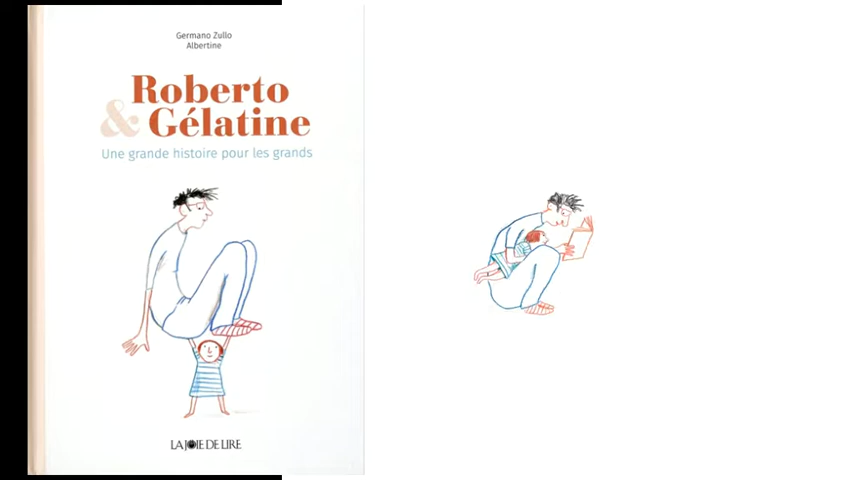 Germano Zullo
Albertine
Roberto
& Gélatine
Une grande histoire pour les grands
LA JOIE DE LIRE